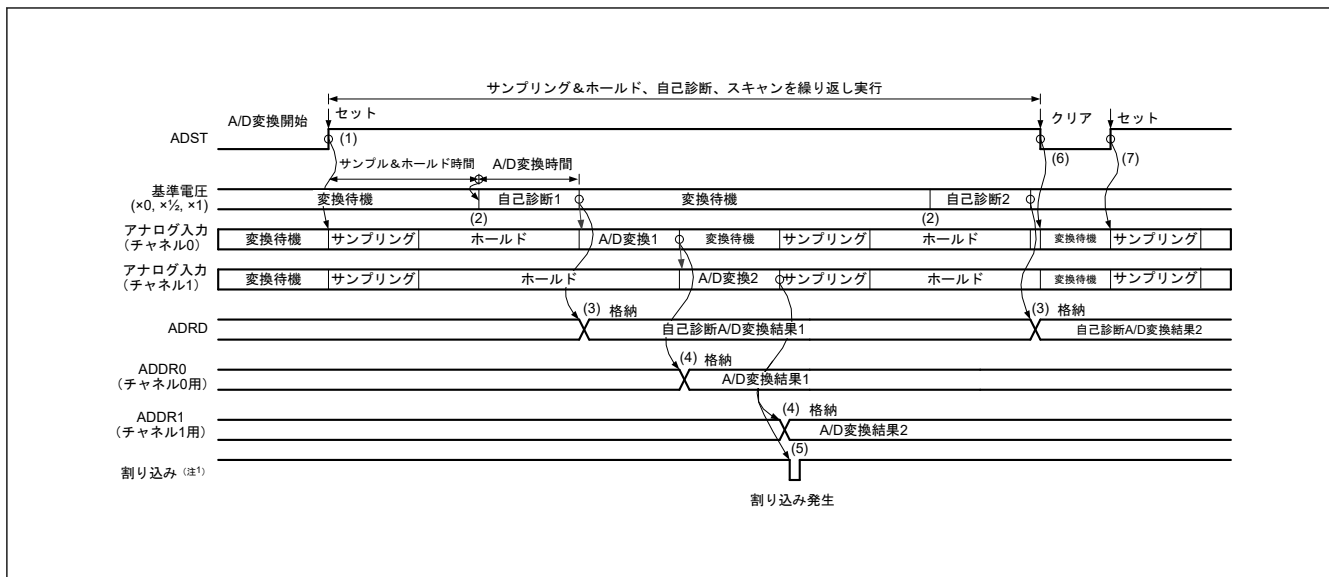 サンプリング＆ホールド、自己診断、スキャンを繰り返し実行
A/D変換開始
セット
クリア
セット
ADST
(1)
(6)
(7)
サンプル＆ホールド時間
A/D変換時間
基準電圧
(×0, ×½, ×1)
変換待機
自己診断1
変換待機
自己診断2
(2)
(2)
アナログ入力
（チャネル0）
変換待機
サンプリング
ホールド
A/D変換1
変換待機
サンプリング
ホールド
変換待機
サンプリング
アナログ入力
（チャネル1）
変換待機
サンプリング
ホールド
A/D変換2
サンプリング
ホールド
変換待機
サンプリング
(3) 格納
(3) 格納
ADRD
自己診断A/D変換結果1
自己診断A/D変換結果2
(4) 格納
ADDR0
（チャネル0用）
A/D変換結果1
(4) 格納
ADDR1
（チャネル1用）
A/D変換結果2
(5)
割り込み（注1）
割り込み発生